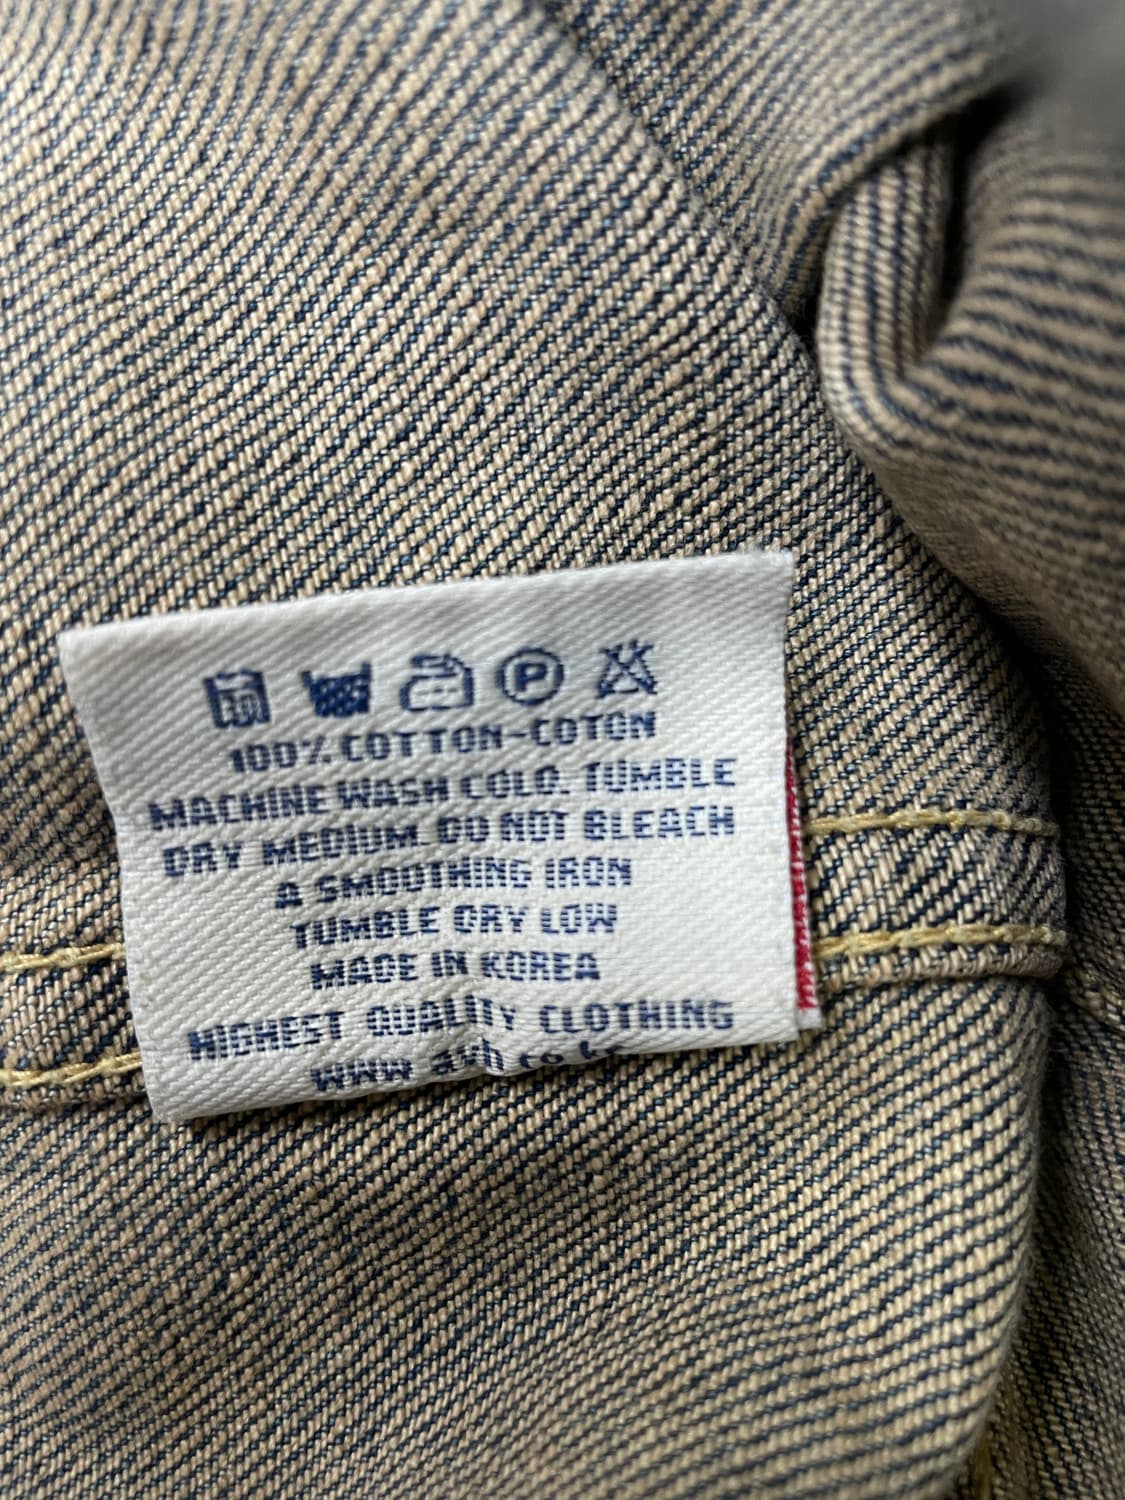 P
100% COTTON-COTON
MACHINE WASH COLD. TUMBLE
DRY MEDIUM. DO NOT BLEACH
A SMOOTHING IRON
TUMBLE DRY LOW
MADE IN KOREA
HIGHEST QUALITY CLOTHING
www.